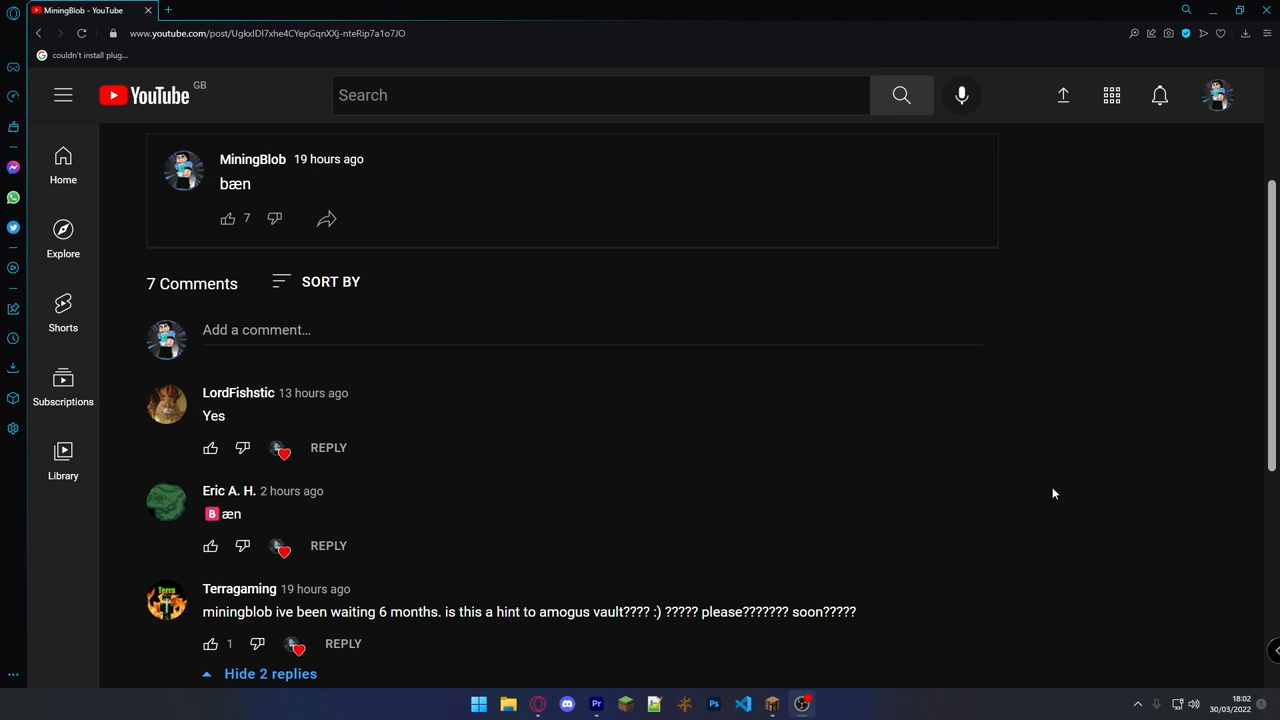 MiningBlob - YouTube
www.youtube.com/post/UgkxIDI7xhe4CYepGqnXXj-nteRip7a1o7JO
couldn't install plug...
YouTube GB
Search
Home
Explore
Shorts
Subscriptions
Library
MiningBlob 19 hours ago
bæn
7
7 Comments
SORT BY
Add a comment...
LordFishstic 13 hours ago
Yes
REPLY
Eric A. H. 2 hours ago
🅱æn
REPLY
Terra
Terragaming 19 hours ago
miningblob ive been waiting 6 months. is this a hint to amogus vault???? :) ????? please??????? soon?????
1
REPLY
Hide 2 replies
Pr
Ps
18:02
30/03/2022